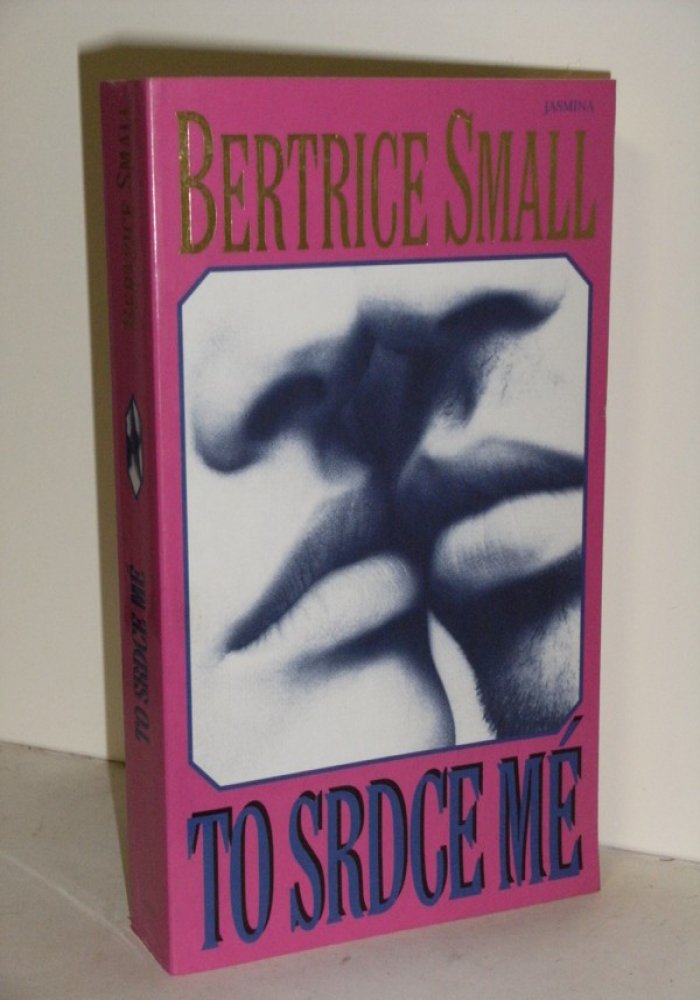 JASMINA
BERTRICE SMALL
TO SRDCE MÉ
BERTRICE SMALL
TO SRDCE MÉ